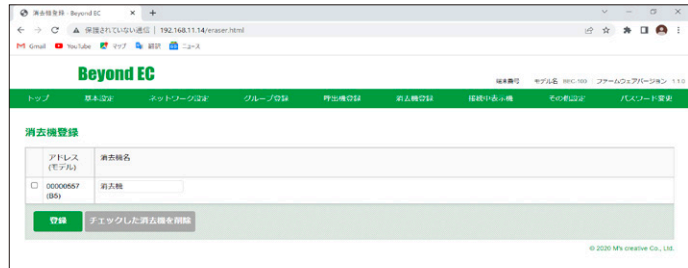 消去機登録 - Beyond EC
保護されていない通信 | 192.168.11.14/eraser.html
Gmail YouTube マップ 翻訳 ニュース
Beyond EC
端末番号 モデル名 BEC-100 ファームウェアバージョン 1.1.0
トップ 基本設定 ネットワーク設定 グループ登録 呼出機登録 消去機登録 接続中表示機 その他設定 パスワード変更
消去機登録
アドレス 消去機名
(モデル)
00000557 消去機
(B5)
登録 チェックした消去機を削除
© 2020 M's creative Co., Ltd.